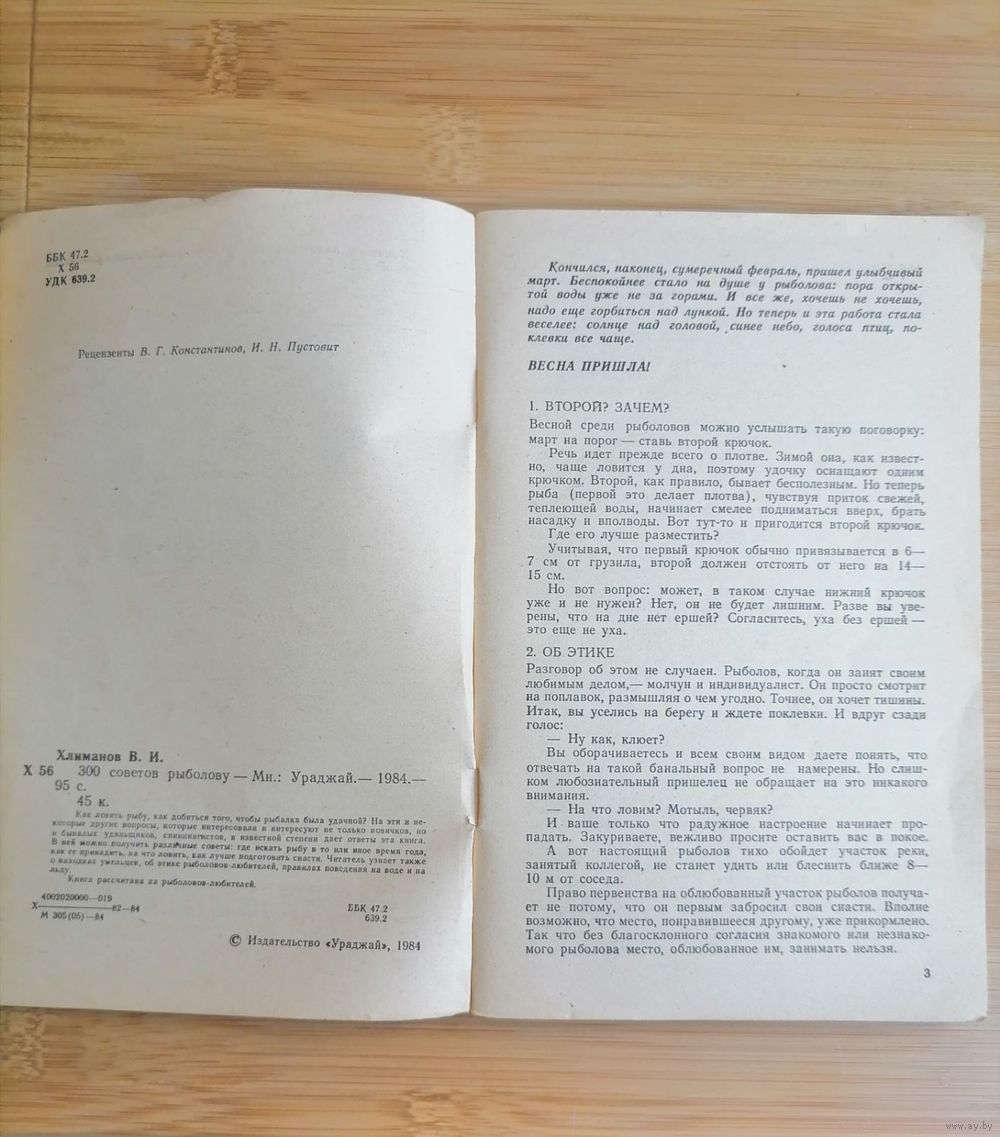 ББК 47.2
Х 56
УДК 639.2
Рецензенты В. Г. Константинов, И. Н. Пустовит
Хлиманов В. И.
Х 56 300 советов рыболову — Мн.: Ураджай.— 1984.—
95 с.
45 к.
Как ловить рыбу, как добиться того, чтобы рыбалка была удачной? На эти и не-
которые другие вопросы, которые интересовали и интересуют не только новичков, но
и бывалых удильщиков, спиннингистов, в известной степени дает ответы эта книга.
В ней можно получить различные советы: где искать рыбу в то или иное время года,
как ее привадить, на что ловить, как лучше подготовить снасти. Читатель узнает также
о находках умельцев, об этике рыболовов-любителей, правилах поведения на воде и на
льду.
Книга рассчитана на рыболовов-любителей.
4002020000—019
Х———82—84
М 305(05)—84
ББК 47.2
639.2
© Издательство «Ураджай», 1984
Кончился, наконец, сумеречный февраль, пришел улыбчивый
март. Беспокойнее стало на душе у рыболова: пора откры-
той воды уже не за горами. И все же, хочешь не хочешь,
надо еще горбиться над лункой. Но теперь и эта работа стала
веселее: солнце над головой, синее небо, голоса птиц, по-
клевки все чаще.
ВЕСНА ПРИШЛА!
1. ВТОРОЙ? ЗАЧЕМ?
Весной среди рыболовов можно услышать такую поговорку:
март на порог — ставь второй крючок.
Речь идет прежде всего о плотве. Зимой она, как извест-
но, чаще ловится у дна, поэтому удочку оснащают одним
крючком. Второй, как правило, бывает бесполезным. Но теперь
рыба (первой это делает плотва), чувствуя приток свежей,
теплеющей воды, начинает смелее подниматься вверх, брать
насадку и вполводы. Вот тут-то и пригодится второй крючок.
Где его лучше разместить?
Учитывая, что первый крючок обычно привязывается в 6—
7 см от грузила, второй должен отстоять от него на 14—
15 см.
Но вот вопрос: может, в таком случае нижний крючок
уже и не нужен? Нет, он не будет лишним. Разве вы уве-
рены, что на дне нет ершей? Согласитесь, уха без ершей —
это еще не уха.
2. ОБ ЭТИКЕ
Разговор об этом не случаен. Рыболов, когда он занят своим
любимым делом,— молчун и индивидуалист. Он просто смотрит
на поплавок, размышляя о чем угодно. Точнее, он хочет тишины.
Итак, вы уселись на берегу и ждете поклевки. И вдруг сзади
голос:
— Ну как, клюет?
Вы оборачиваетесь и всем своим видом даете понять, что
отвечать на такой банальный вопрос не намерены. Но слиш-
ком любознательный пришелец не обращает на это никакого
внимания.
— На что ловим? Мотыль, червяк?
И ваше только что радужное настроение начинает про-
падать. Закуриваете, вежливо просите оставить вас в покое.
А вот настоящий рыболов тихо обойдет участок реки,
занятый коллегой, не станет удить или блеснить ближе 8—
10 м от соседа.
Право первенства на облюбованный участок рыболов получа-
ет не потому, что он первым забросил свои снасти. Вполне
возможно, что место, понравившееся другому, уже прикормлено.
Так что без благосклонного согласия знакомого или незнако-
мого рыболова место, облюбованное им, занимать нельзя.
3
www.ay.by